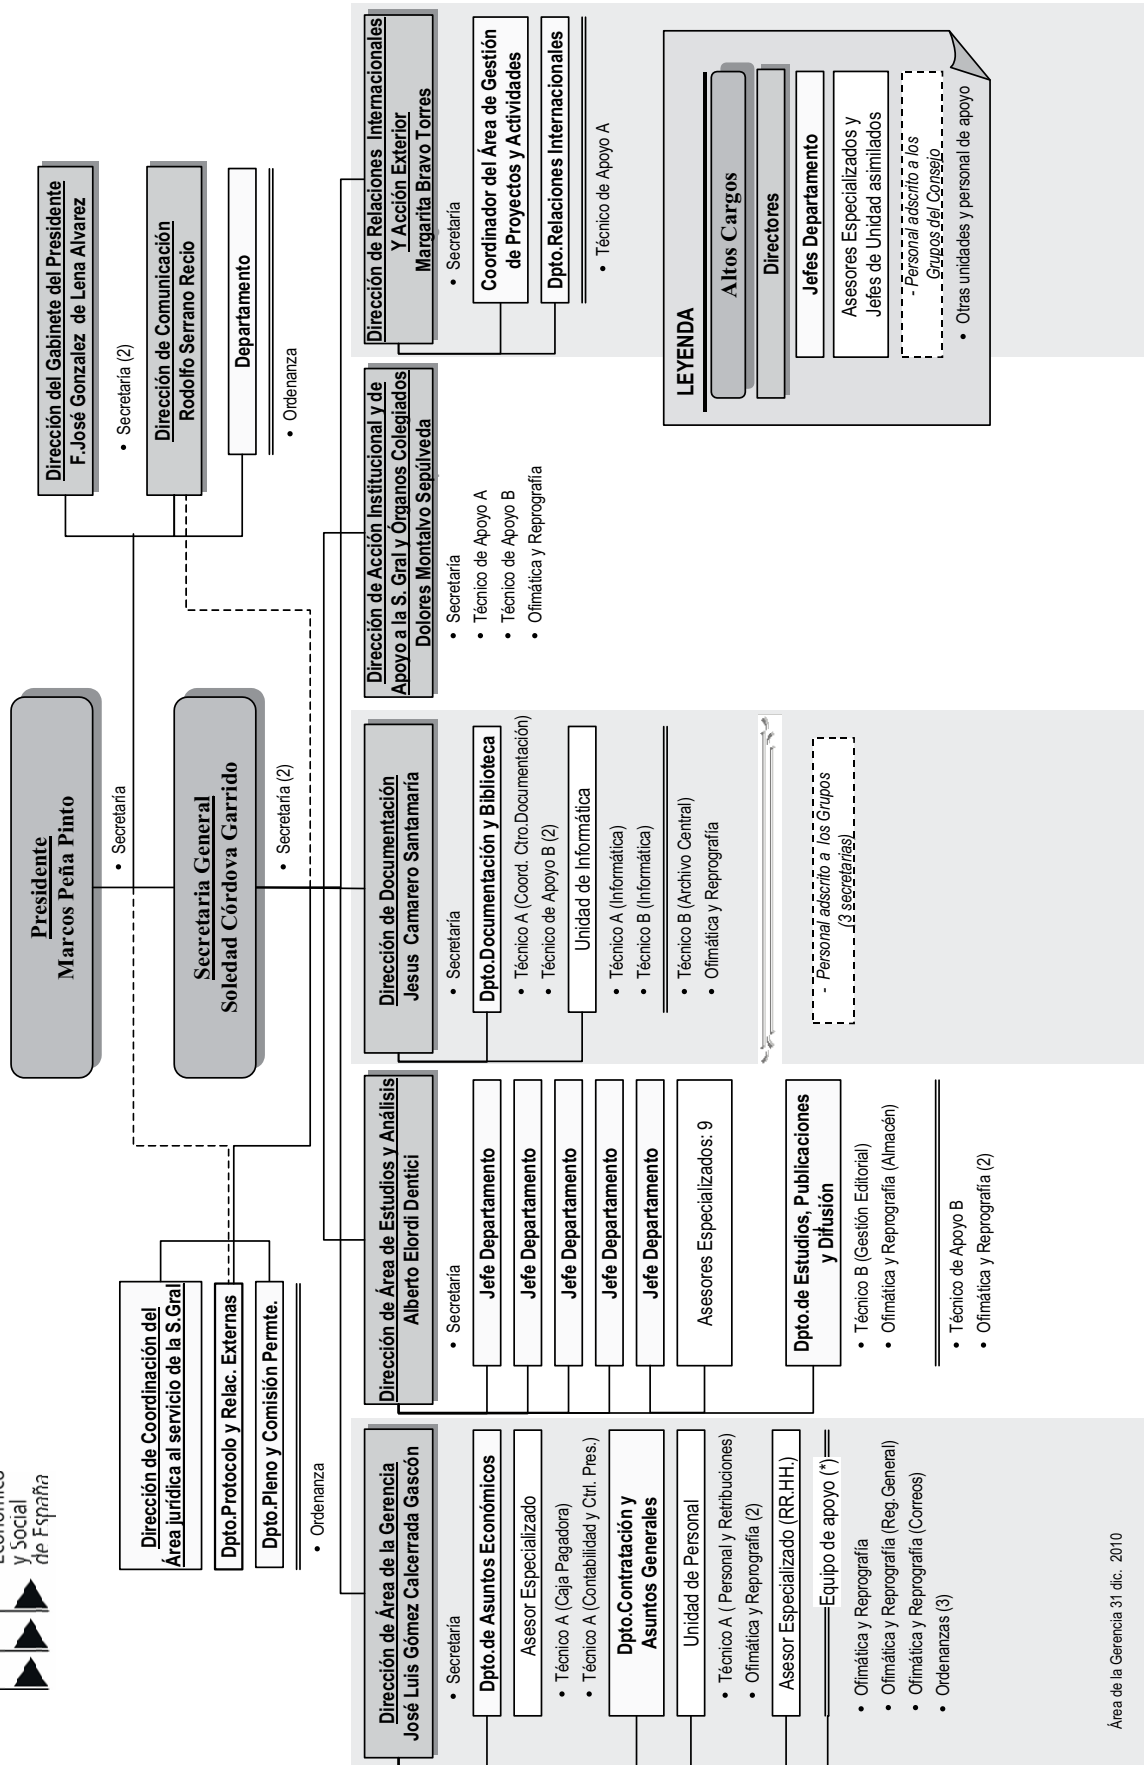 y Social
de España
Presidente
Marcos Peña Pinto
• Secretaría
Secretaria General
Soledad Córdova Garrido
• Secretaría (2)
Dirección del Gabinete del Presidente
F.José Gonzalez de Lena Alvarez
• Secretaría (2)
Dirección de Comunicación
Rodolfo Serrano Recio
Departamento
• Ordenanza
Dirección de Coordinación del
Área jurídica al servicio de la S.Gral
Dpto.Protocolo y Relac. Externas
Dpto.Pleno y Comisión Permte.
• Ordenanza
Dirección de Área de la Gerencia
José Luis Gómez Calcerrada Gascón
• Secretaría
Dpto.de Asuntos Económicos
Asesor Especializado
• Técnico A (Caja Pagadora)
• Técnico A (Contabilidad y Ctrl. Pres.)
Dpto.Contratación y
Asuntos Generales
Unidad de Personal
• Técnico A ( Personal y Retribuciones)
• Ofimática y Reprografía (2)
Asesor Especializado (RR.HH.)
Equipo de apoyo (*)
• Ofimática y Reprografía
• Ofimática y Reprografía (Reg.General)
• Ofimática y Reprografía (Correos)
• Ordenanzas (3)
Dirección de Área de Estudios y Análisis
Alberto Elordi Dentici
• Secretaría
Jefe Departamento
Jefe Departamento
Jefe Departamento
Jefe Departamento
Jefe Departamento
Asesores Especializados: 9
Dpto.de Estudios, Publicaciones
y Difusión
• Técnico B (Gestión Editorial)
• Ofimática y Reprografía (Almacén)
• Técnico de Apoyo B
• Ofimática y Reprografía (2)
Dirección de Documentación
Jesus Camarero Santamaría
• Secretaría
Dpto.Documentación y Biblioteca
• Técnico A (Coord. Ctro.Documentación)
• Técnico de Apoyo B (2)
Unidad de Informática
• Técnico A (Informática)
• Técnico B (Informática)
• Técnico B (Archivo Central)
• Ofimática y Reprografía
- Personal adscrito a los Grupos
(3 secretarias)
Dirección de Acción Institucional y de
Apoyo a la S. Gral y Órganos Colegiados
Dolores Montalvo Sepúlveda
• Secretaría
• Técnico de Apoyo A
• Técnico de Apoyo B
• Ofimática y Reprografía
Dirección de Relaciones Internacionales
Y Acción Exterior
Margarita Bravo Torres
• Secretaría
Coordinador del Área de Gestión
de Proyectos y Actividades
Dpto.Relaciones Internacionales
• Técnico de Apoyo A
LEYENDA
Altos Cargos
Directores
Jefes Departamento
Asesores Especializados y
Jefes de Unidad asimilados
- Personal adscrito a los
Grupos del Consejo
• Otras unidades y personal de apoyo
Área de la Gerencia 31 dic. 2010